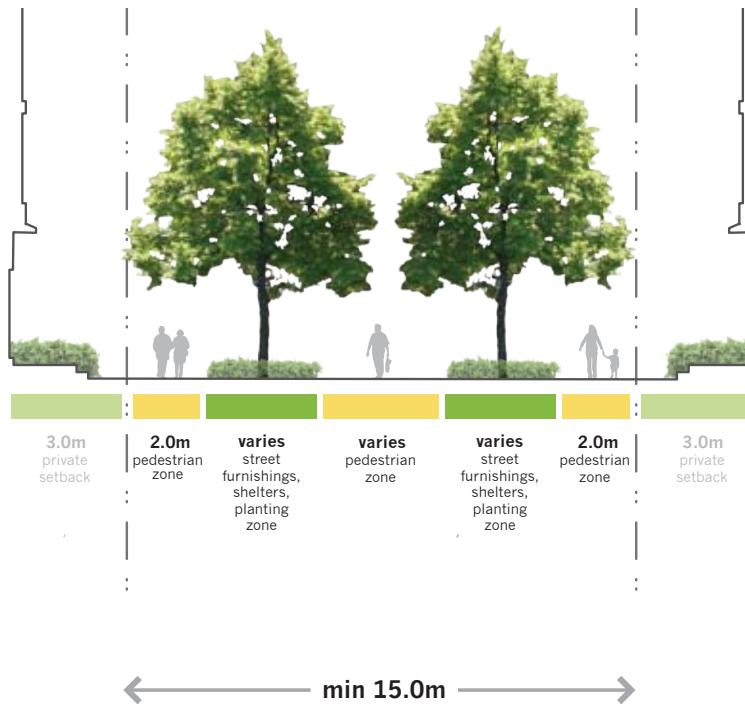 3.0m
private
setback
2.0m
pedestrian
zone
varies
street
furnishings,
shelters,
planting
zone
varies
pedestrian
zone
varies
street
furnishings,
shelters,
planting
zone
2.0m
pedestrian
zone
3.0m
private
setback
min 15.0m